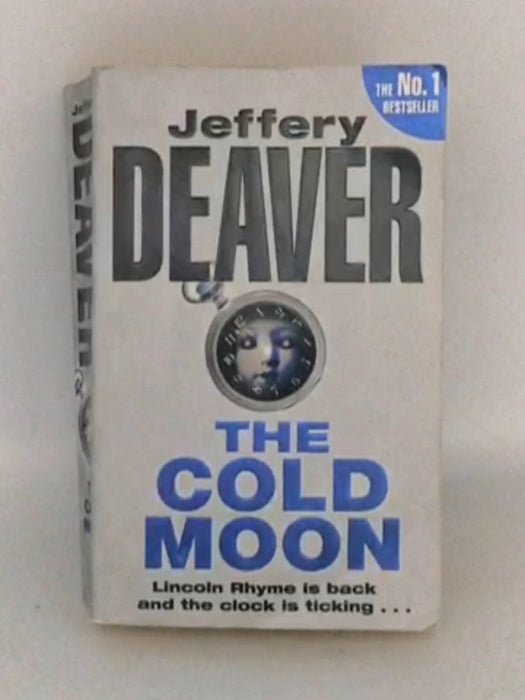 THE No. 1
BESTSELLER
Jeffery
DEAVER
THE
COLD
MOON
Lincoln Rhyme is back
and the clock is ticking . . .
DEAVER